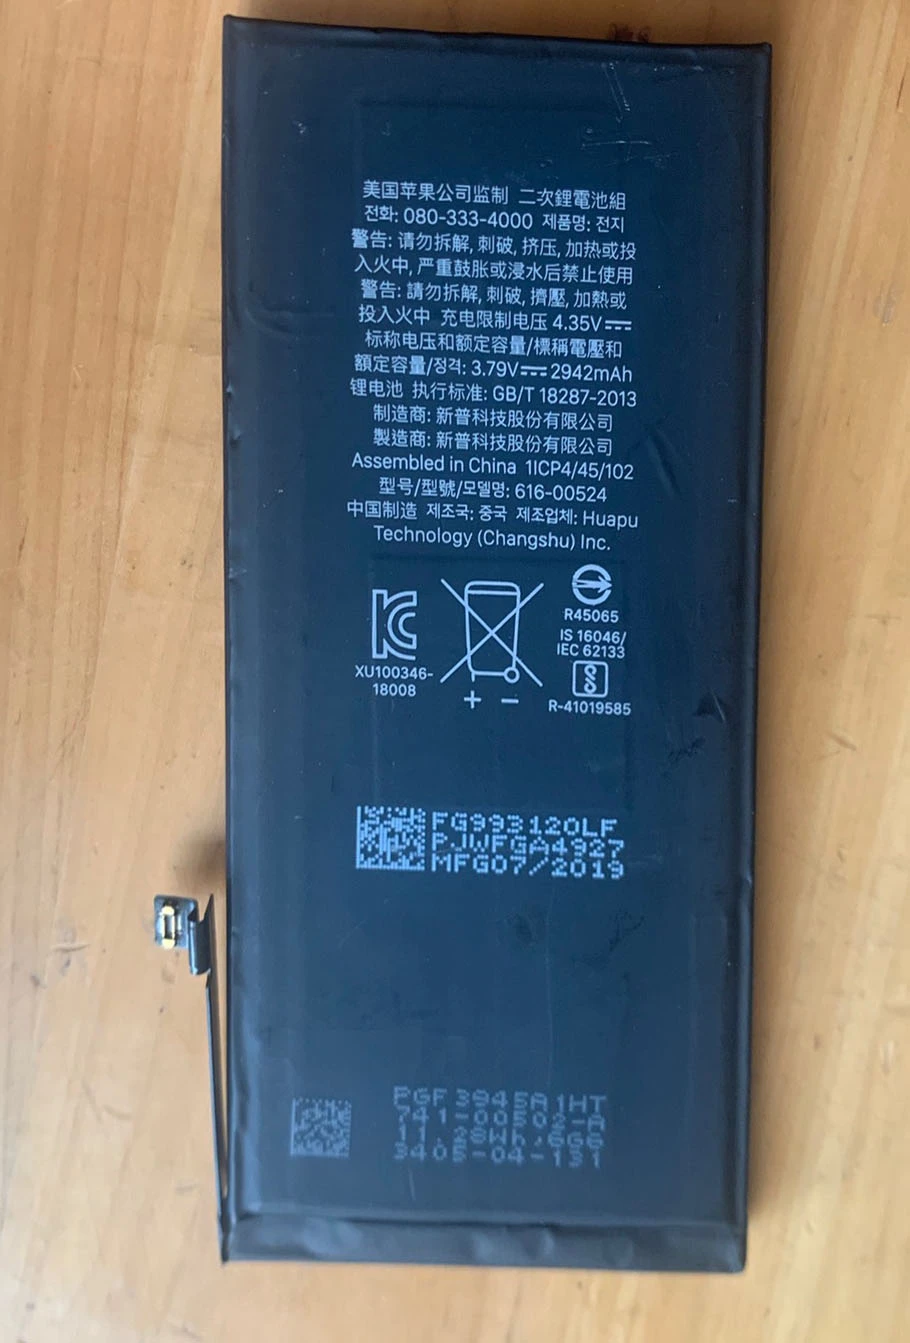 美国苹果公司监制 二次鋰電池組
전화: 080-333-4000 제품명: 전지
警告: 请勿拆解, 刺破, 挤压, 加热或投
入火中, 严重鼓胀或浸水后禁止使用
警告: 請勿拆解, 刺破, 擠壓, 加熱或
投入火中 充电限制电压 4.35V⎓
标称电压和额定容量/標稱電壓和
額定容量/정격: 3.79V⎓ 2942mAh
锂电池 执行标准: GB/T 18287-2013
制造商: 新普科技股份有限公司
製造商: 新普科技股份有限公司
Assembled in China 1ICP4/45/102
型号/型號/모델명: 616-00524
中国制造 제조국: 중국 제조업체: Huapu
Technology (Changshu) Inc.
R45065
IS 16046/
IEC 62133
XU100346-
18008
+ −
R-41019585
FG993120LF
PJWFGA4927
MFG07/2019
PGF3945A1HT
741-00502-A
11.28Wh,6G6
3405-04-131